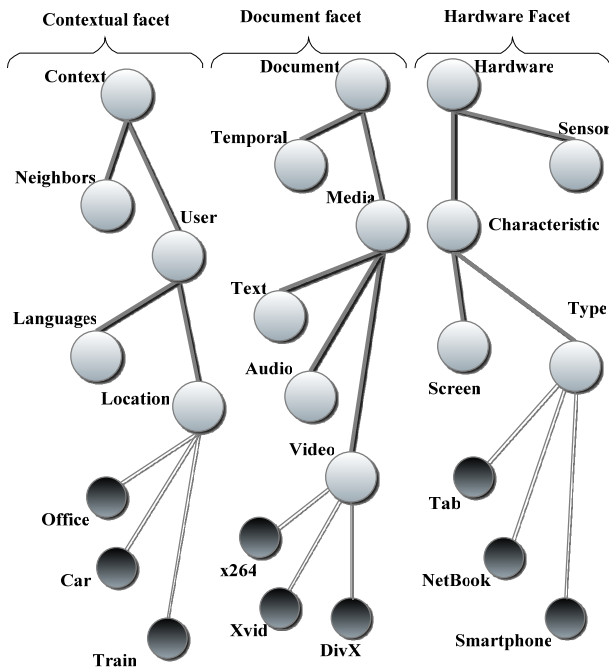 Contextual facet
Document facet
Hardware Facet
Context
Neighbors
User
Languages
Location
Office
Car
Train
Document
Temporal
Media
Text
Audio
Video
x264
Xvid
DivX
Hardware
Sensor
Characteristic
Type
Screen
Tab
NetBook
Smartphone